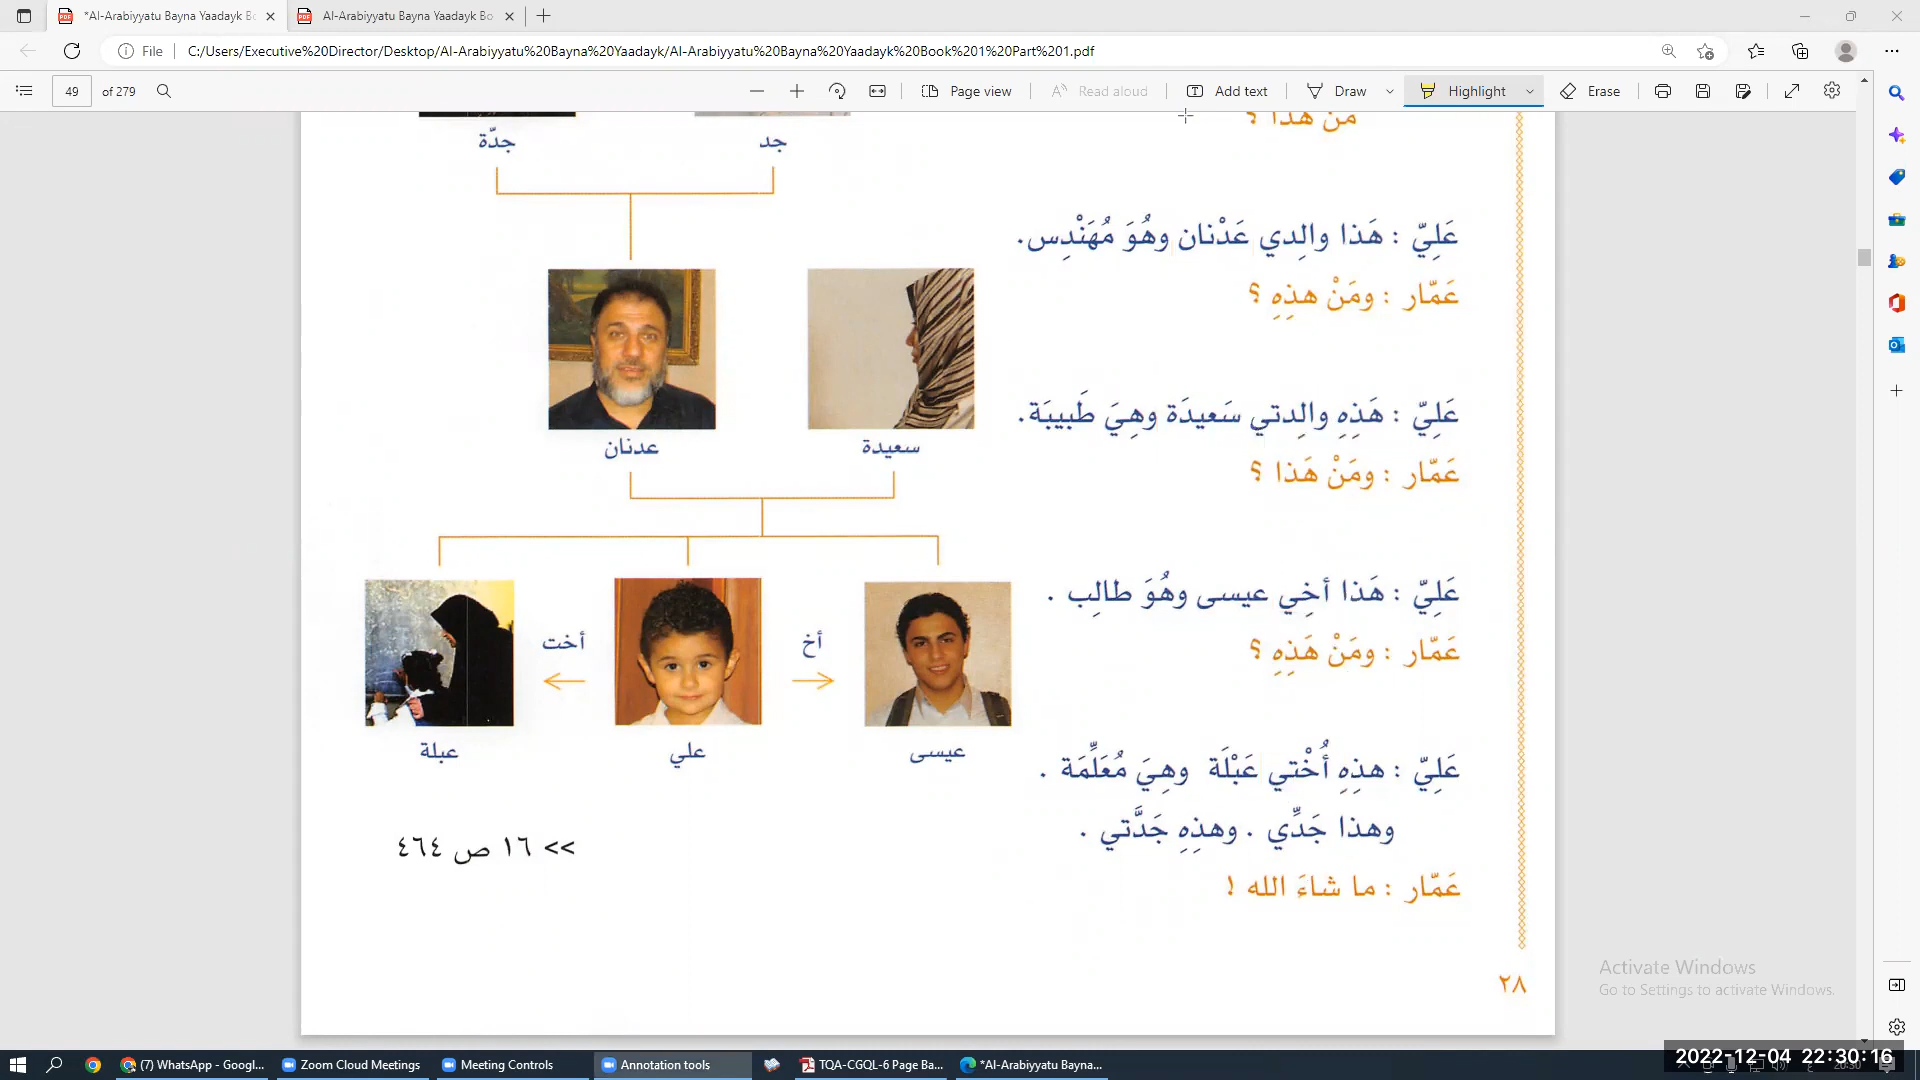 *Al-Arabiyyatu Bayna Yaadayk Bo
Al-Arabiyyatu Bayna Yaadayk Bo
File
C:/Users/Executive%20Director/Desktop/Al-Arabiyyatu%20Bayna%20Yaadayk/Al-Arabiyyatu%20Bayna%20Yaadayk%20Book%201%20Part%201.pdf
49 of 279
Page view
Read aloud
Add text
Draw
Highlight
Erase
مَنْ هَذا ؟
جدّة
جد
عَلِيّ : هَذا والِدي عَدْنان وهُوَ مُهَنْدِس.
عَمّار : ومَنْ هذِهِ ؟
عدنان
سعيدة
عَلِيّ : هَذِهِ والِدتي سَعيدَة وهِيَ طَبيبَة.
عَمّار : ومَنْ هَذا ؟
أخت
أخ
عَلِيّ : هَذا أخِي عيسى وهُوَ طالِب .
عَمّار : ومَنْ هَذِهِ ؟
عبلة
علي
عيسى
عَلِيّ : هذِهِ أُخْتي عَبْلَة وهِيَ مُعَلِّمَة .
وهذا جَدِّي . وهذِهِ جَدَّتي .
عَمّار : ما شاءَ الله !
>> ١٦ ص ٤٦٤
٢٨
Activate Windows
Go to Settings to activate Windows.
(7) WhatsApp - Googl...
Zoom Cloud Meetings
Meeting Controls
Annotation tools
TQA-CGQL-6 Page Ba...
*Al-Arabiyyatu Bayna...
2022-12-04 22:30:16